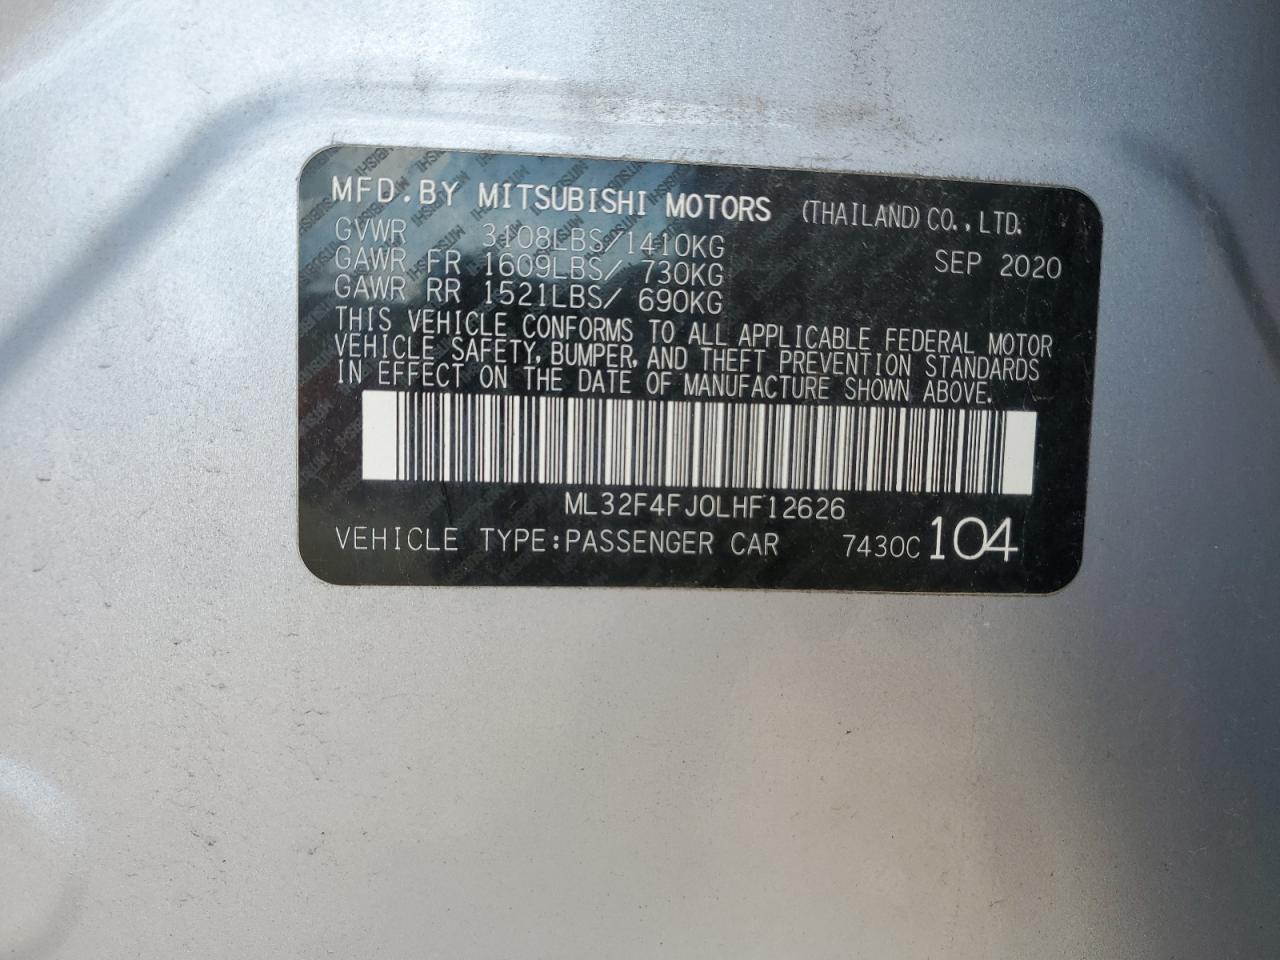 MFD.BY MITSUBISHI MOTORS (THAILAND)CO.,LTD.
GVWR 3108LBS/1410KG
GAWR FR 1609LBS/ 730KG SEP 2020
GAWR RR 1521LBS/ 690KG
THIS VEHICLE CONFORMS TO ALL APPLICABLE FEDERAL MOTOR
VEHICLE SAFETY, BUMPER, AND THEFT PREVENTION STANDARDS
IN EFFECT ON THE DATE OF MANUFACTURE SHOWN ABOVE.
ML32F4FJ0LHF12626
VEHICLE TYPE:PASSENGER CAR 7430C 104